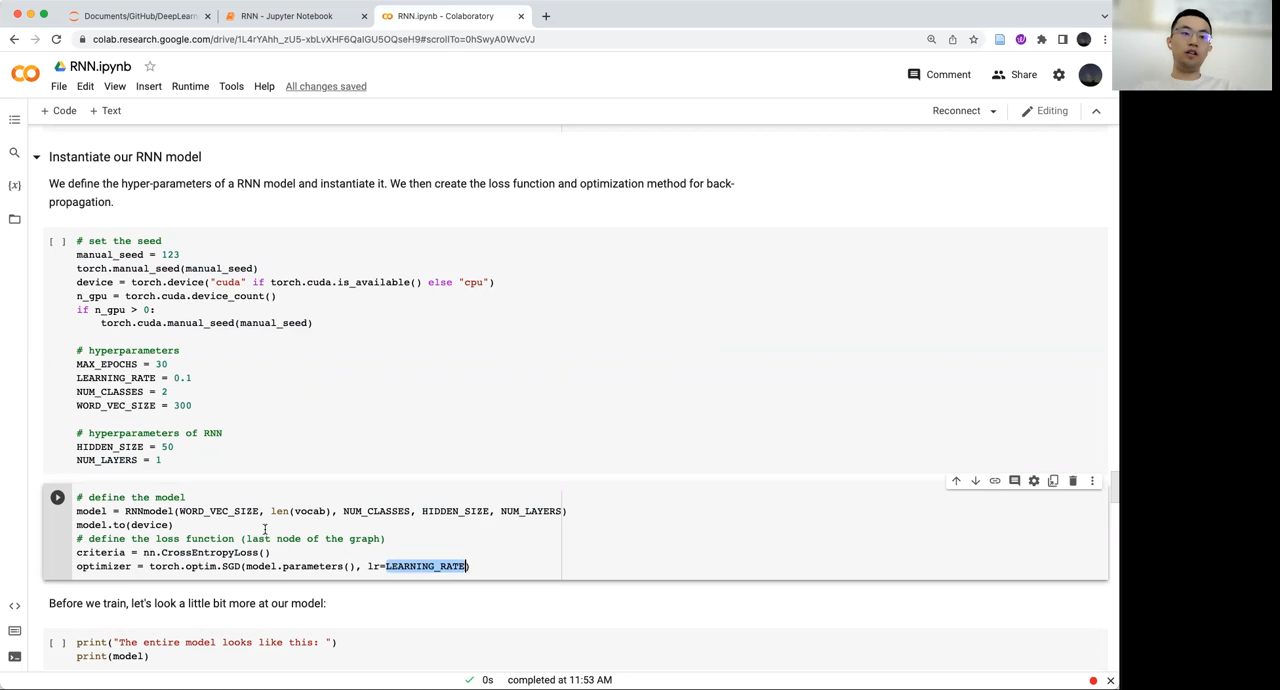 Documents/GitHub/DeepLearn
RNN - Jupyter Notebook
RNN.ipynb - Colaboratory
colab.research.google.com/drive/1L4rYAhh_zU5-xbLvXHF6QaIGU5OQseH9#scrollTo=0hSwyA0WvcVJ
RNN.ipynb
File Edit View Insert Runtime Tools Help All changes saved
Comment Share
+ Code + Text
Reconnect Editing
Instantiate our RNN model
We define the hyper-parameters of a RNN model and instantiate it. We then create the loss function and optimization method for back-
propagation.
[ ] # set the seed
manual_seed = 123
torch.manual_seed(manual_seed)
device = torch.device("cuda" if torch.cuda.is_available() else "cpu")
n_gpu = torch.cuda.device_count()
if n_gpu > 0:
torch.cuda.manual_seed(manual_seed)
# hyperparameters
MAX_EPOCHS = 30
LEARNING_RATE = 0.1
NUM_CLASSES = 2
WORD_VEC_SIZE = 300
# hyperparameters of RNN
HIDDEN_SIZE = 50
NUM_LAYERS = 1
# define the model
model = RNNmodel(WORD_VEC_SIZE, len(vocab), NUM_CLASSES, HIDDEN_SIZE, NUM_LAYERS)
model.to(device)
# define the loss function (last node of the graph)
criteria = nn.CrossEntropyLoss()
optimizer = torch.optim.SGD(model.parameters(), lr=LEARNING_RATE)
Before we train, let's look a little bit more at our model:
[ ] print("The entire model looks like this: ")
print(model)
0s completed at 11:53 AM